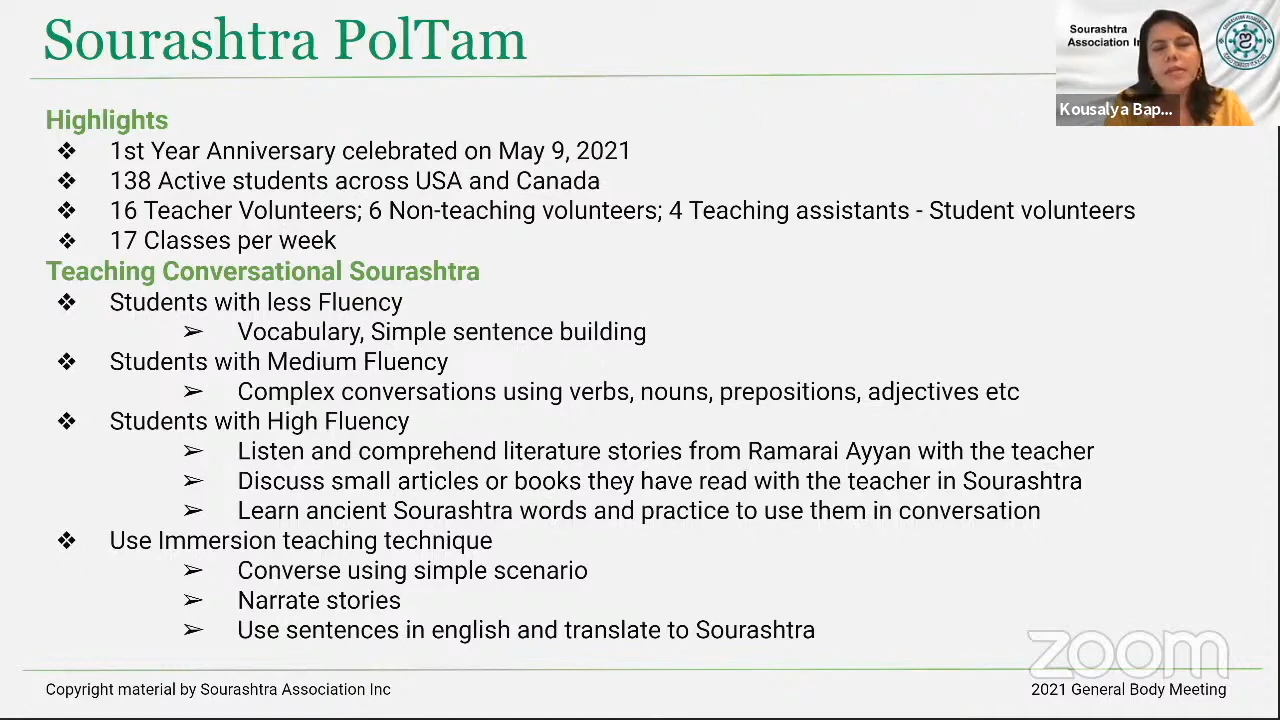 Sourashtra PolTam
Sourashtra
Association
Kousalya Bap...
Highlights
❖ 1st Year Anniversary celebrated on May 9, 2021
❖ 138 Active students across USA and Canada
❖ 16 Teacher Volunteers; 6 Non-teaching volunteers; 4 Teaching assistants - Student volunteers
❖ 17 Classes per week
Teaching Conversational Sourashtra
❖ Students with less Fluency
➢ Vocabulary, Simple sentence building
❖ Students with Medium Fluency
➢ Complex conversations using verbs, nouns, prepositions, adjectives etc
❖ Students with High Fluency
➢ Listen and comprehend literature stories from Ramarai Ayyan with the teacher
➢ Discuss small articles or books they have read with the teacher in Sourashtra
➢ Learn ancient Sourashtra words and practice to use them in conversation
❖ Use Immersion teaching technique
➢ Converse using simple scenario
➢ Narrate stories
➢ Use sentences in english and translate to Sourashtra
zoom
Copyright material by Sourashtra Association Inc
2021 General Body Meeting